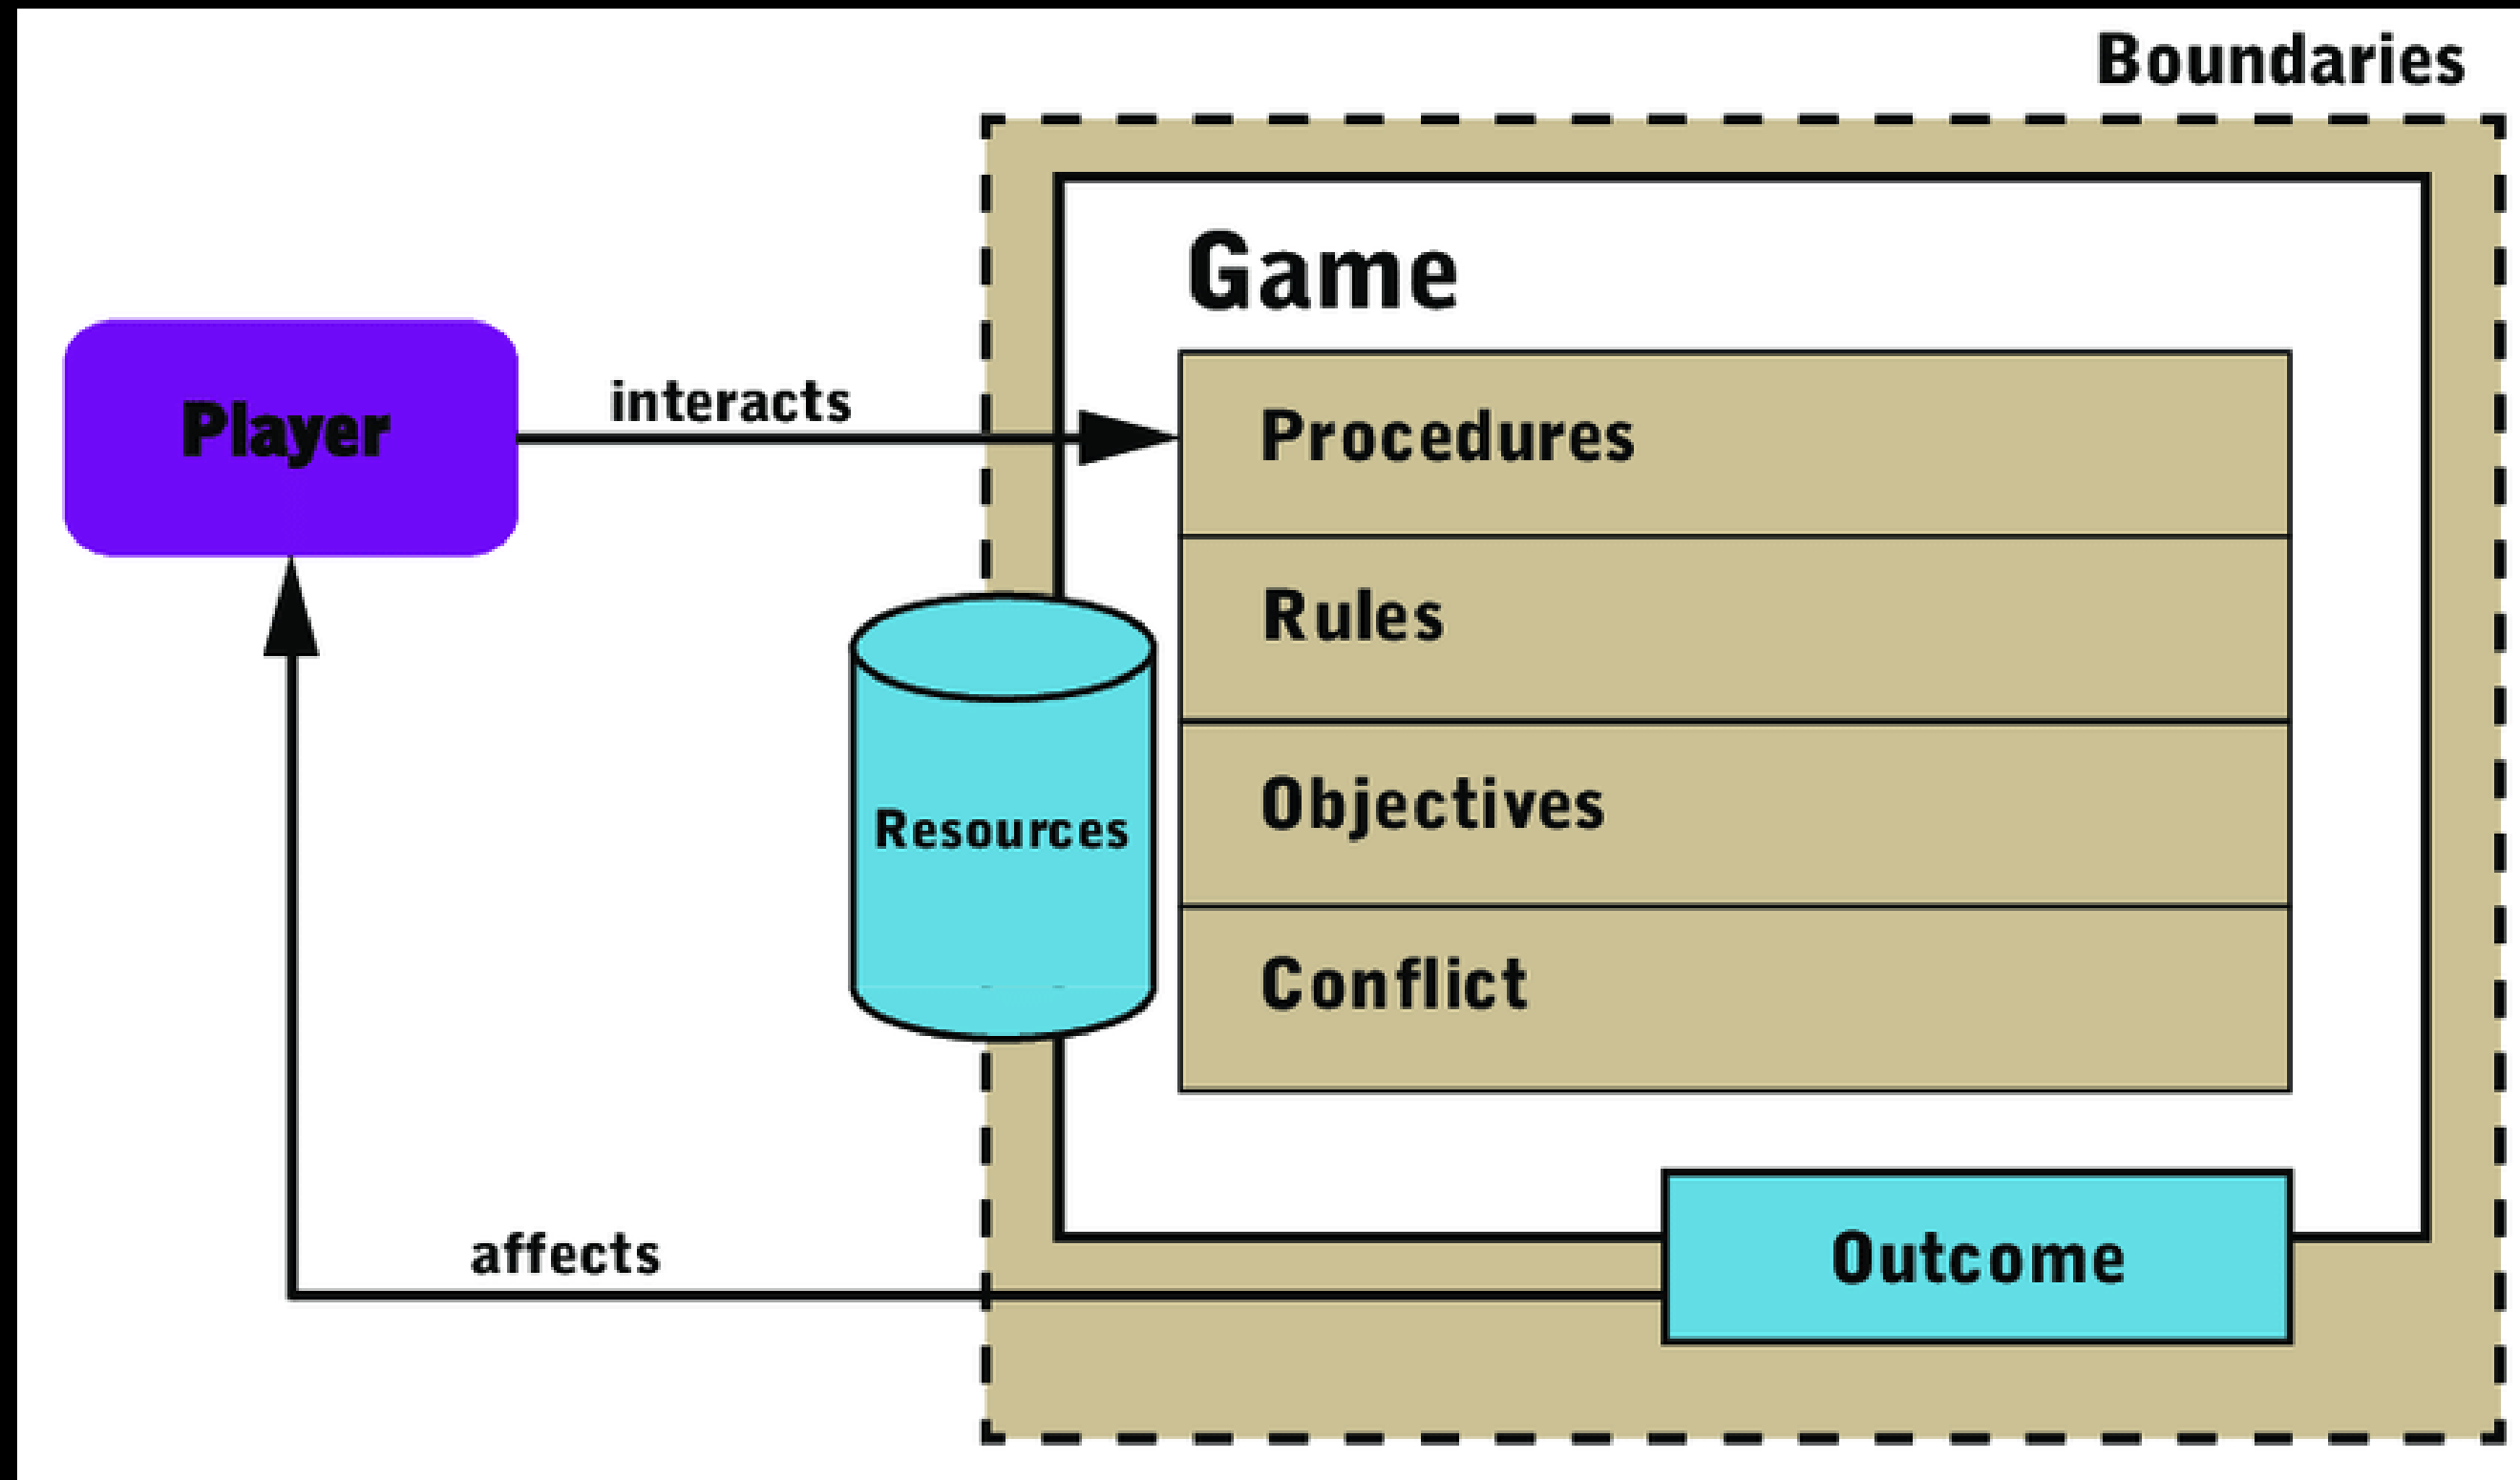 Boundaries
Game
Player
interacts
Procedures
Rules
Resources
Objectives
Conflict
affects
Outcome